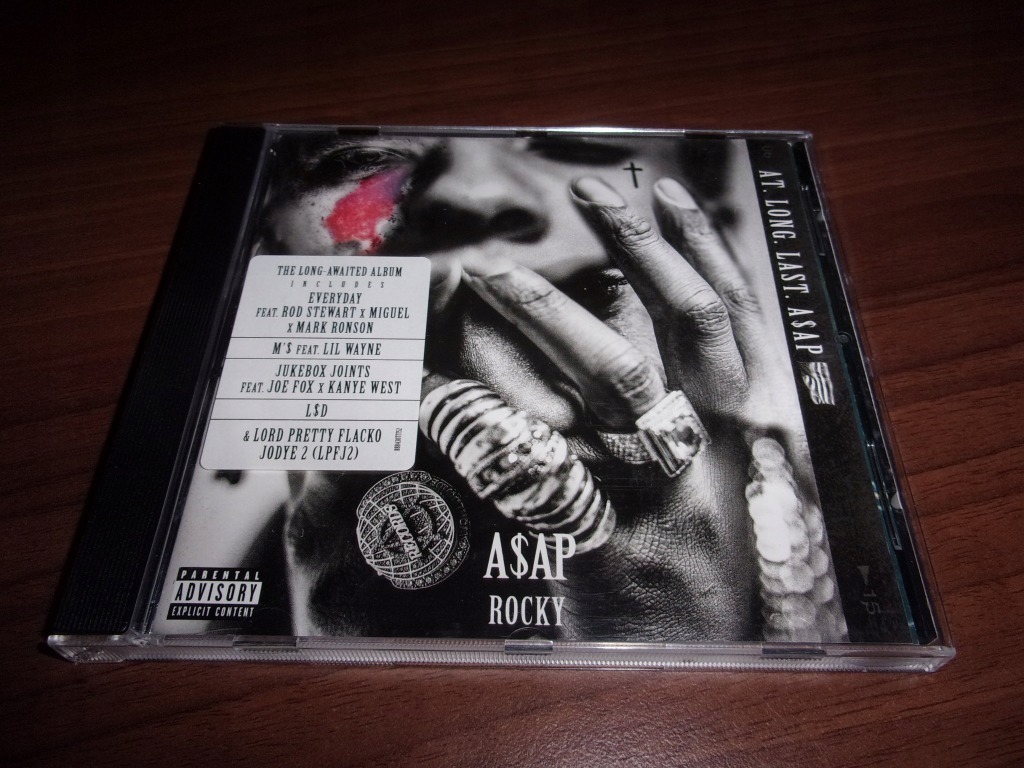 THE LONG-AWAITED ALBUM
INCLUDES
EVERYDAY
FEAT. ROD STEWART X MIGUEL
X MARK RONSON
M'$ FEAT. LIL WAYNE
JUKEBOX JOINTS
FEAT. JOE FOX X KANYE WEST
L$D
& LORD PRETTY FLACKO
JODYE 2 (LPFJ2)
AT. LONG. LAST. A$AP
RECORDS
A$AP
ROCKY
PARENTAL
ADVISORY
EXPLICIT CONTENT
15